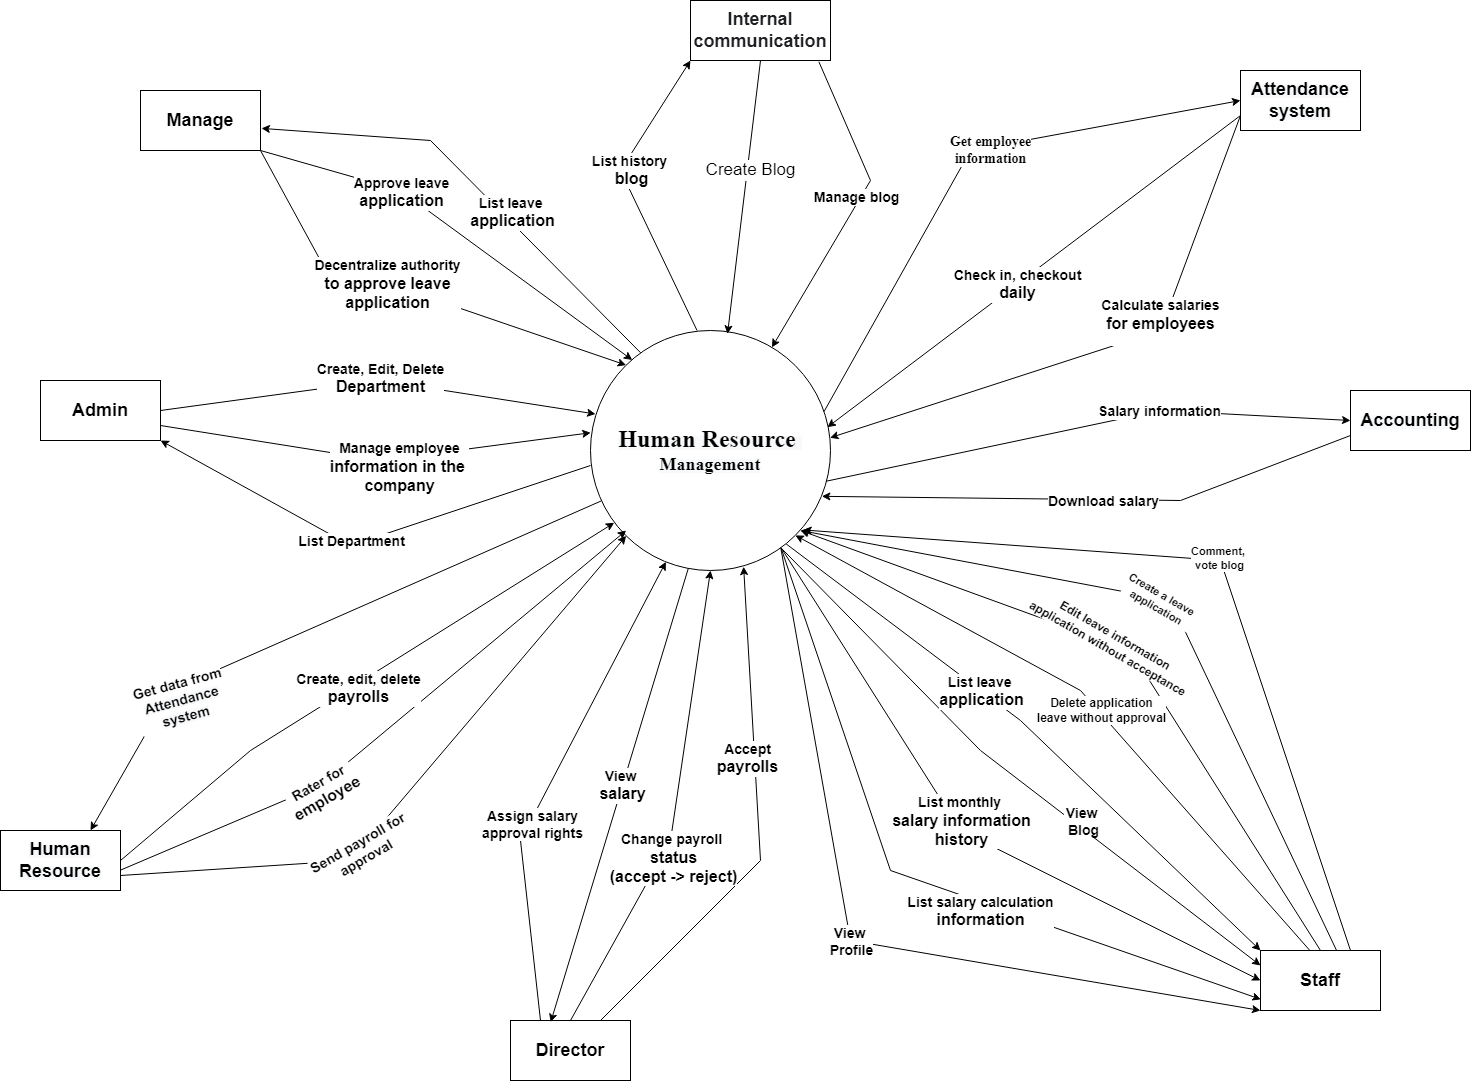 Internal
communication
Attendance
system
Manage
Get employee
information
List history
blog
Create Blog
Manage blog
Approve leave
application
List leave
application
Decentralize authority
to approve leave
application
Check in, checkout
daily
Calculate salaries
for employees
Create, Edit, Delete
Department
Admin
Salary information
Accounting
Human Resource
Management
Manage employee
information in the
company
Download salary
List Department
Comment,
vote blog
Create a leave
application
Edit leave information
application without acceptance
Get data from
Attendance
system
Create, edit, delete
payrolls
List leave
application
Delete application
leave without approval
Rater for
employee
Accept
payrolls
View
salary
Send payroll for
approval
Assign salary
approval rights
Change payroll
status
(accept -> reject)
List monthly
salary information
history
View
Blog
Human
Resource
List salary calculation
information
View
Profile
Staff
Director